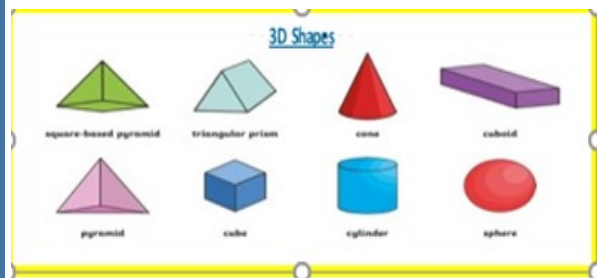 3D Shapes
square-based pyramid
triangular prism
cone
cuboid
pyramid
cube
cylinder
sphere